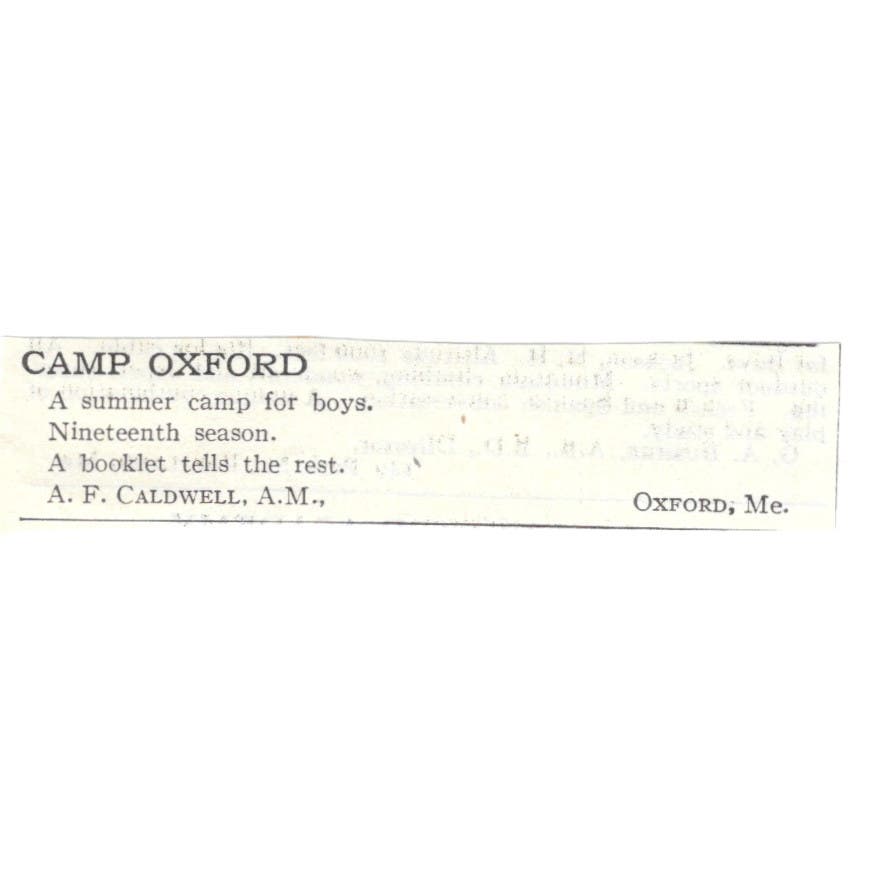 CAMP OXFORD
A summer camp for boys.
Nineteenth season.
A booklet tells the rest.
A. F. CALDWELL, A.M., OXFORD, Me.